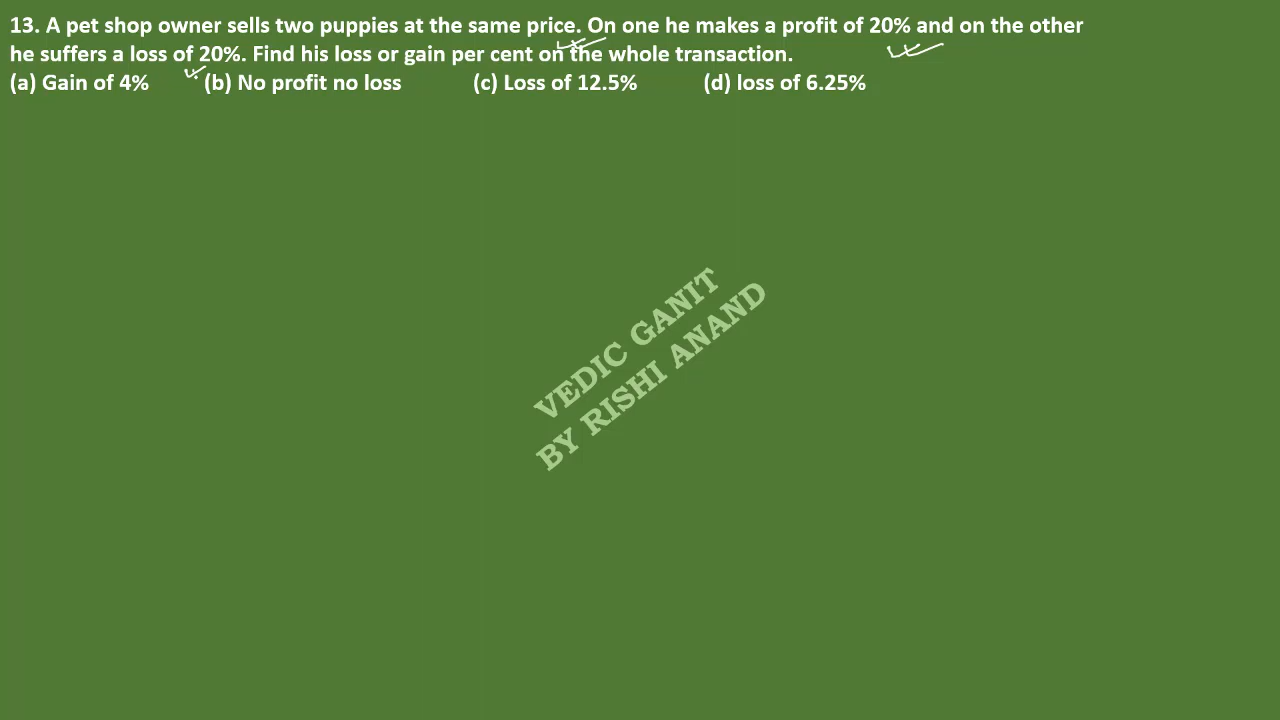 13. A pet shop owner sells two puppies at the same price. On one he makes a profit of 20% and on the other
he suffers a loss of 20%. Find his loss or gain per cent on the whole transaction.
(a) Gain of 4% (b) No profit no loss (c) Loss of 12.5% (d) loss of 6.25%
VEDIC GANIT
BY RISHI ANAND